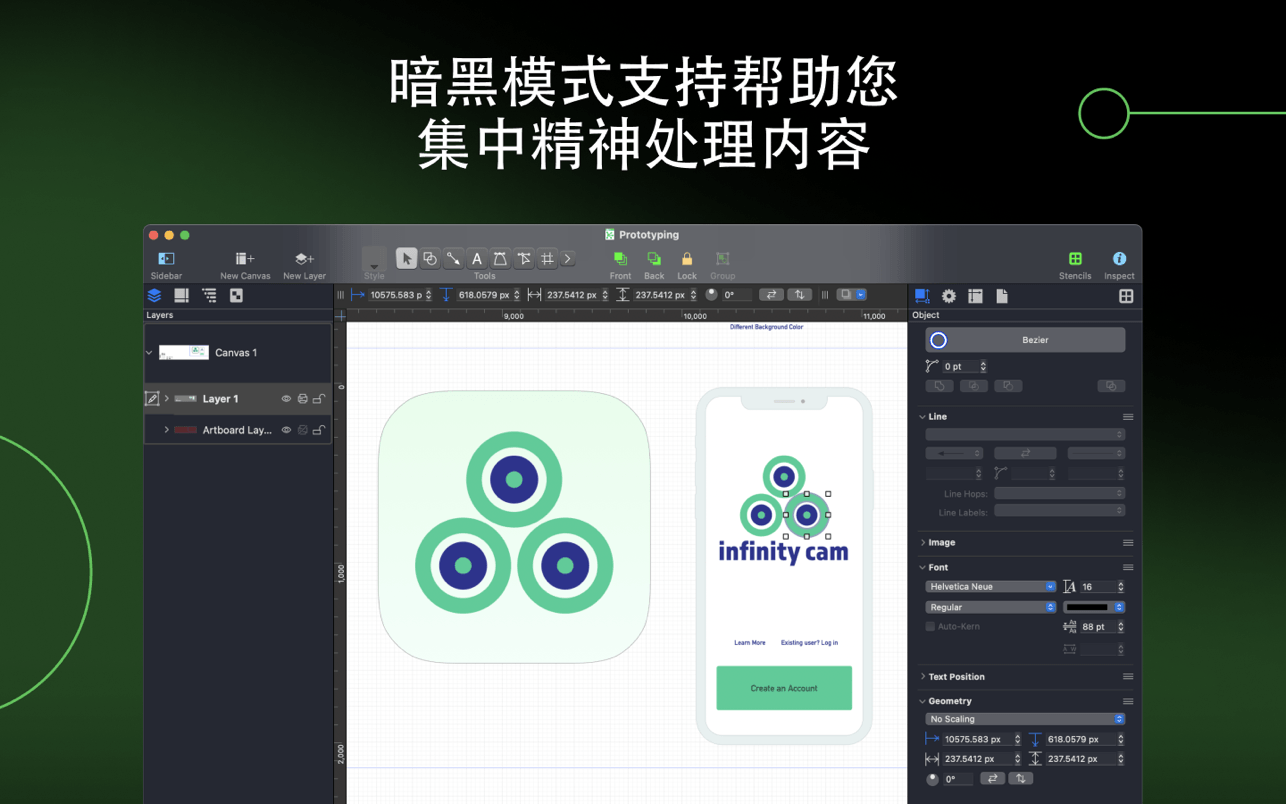 暗黑模式支持帮助您
集中精神处理内容
Prototyping
Sidebar
New Canvas
New Layer
Style
Tools
Front
Back
Lock
Group
Stencils
Inspect
10575.583 p
618.0579 px
237.5412 px
237.5412 px
0°
Layers
9,000
10,000
11,000
Object
Different Background Color
Canvas 1
Layer 1
Artboard Lay...
0
1,000
2,000
infinity cam
Learn More
Existing user? Log in
Create an Account
Bezier
0 pt
Line
Line Hops:
Line Labels:
Image
Font
Helvetica Neue
16
Regular
Auto-Kern
88 pt
Text Position
Geometry
No Scaling
10575.583 px
618.0579 px
237.5412 px
237.5412 px
0°